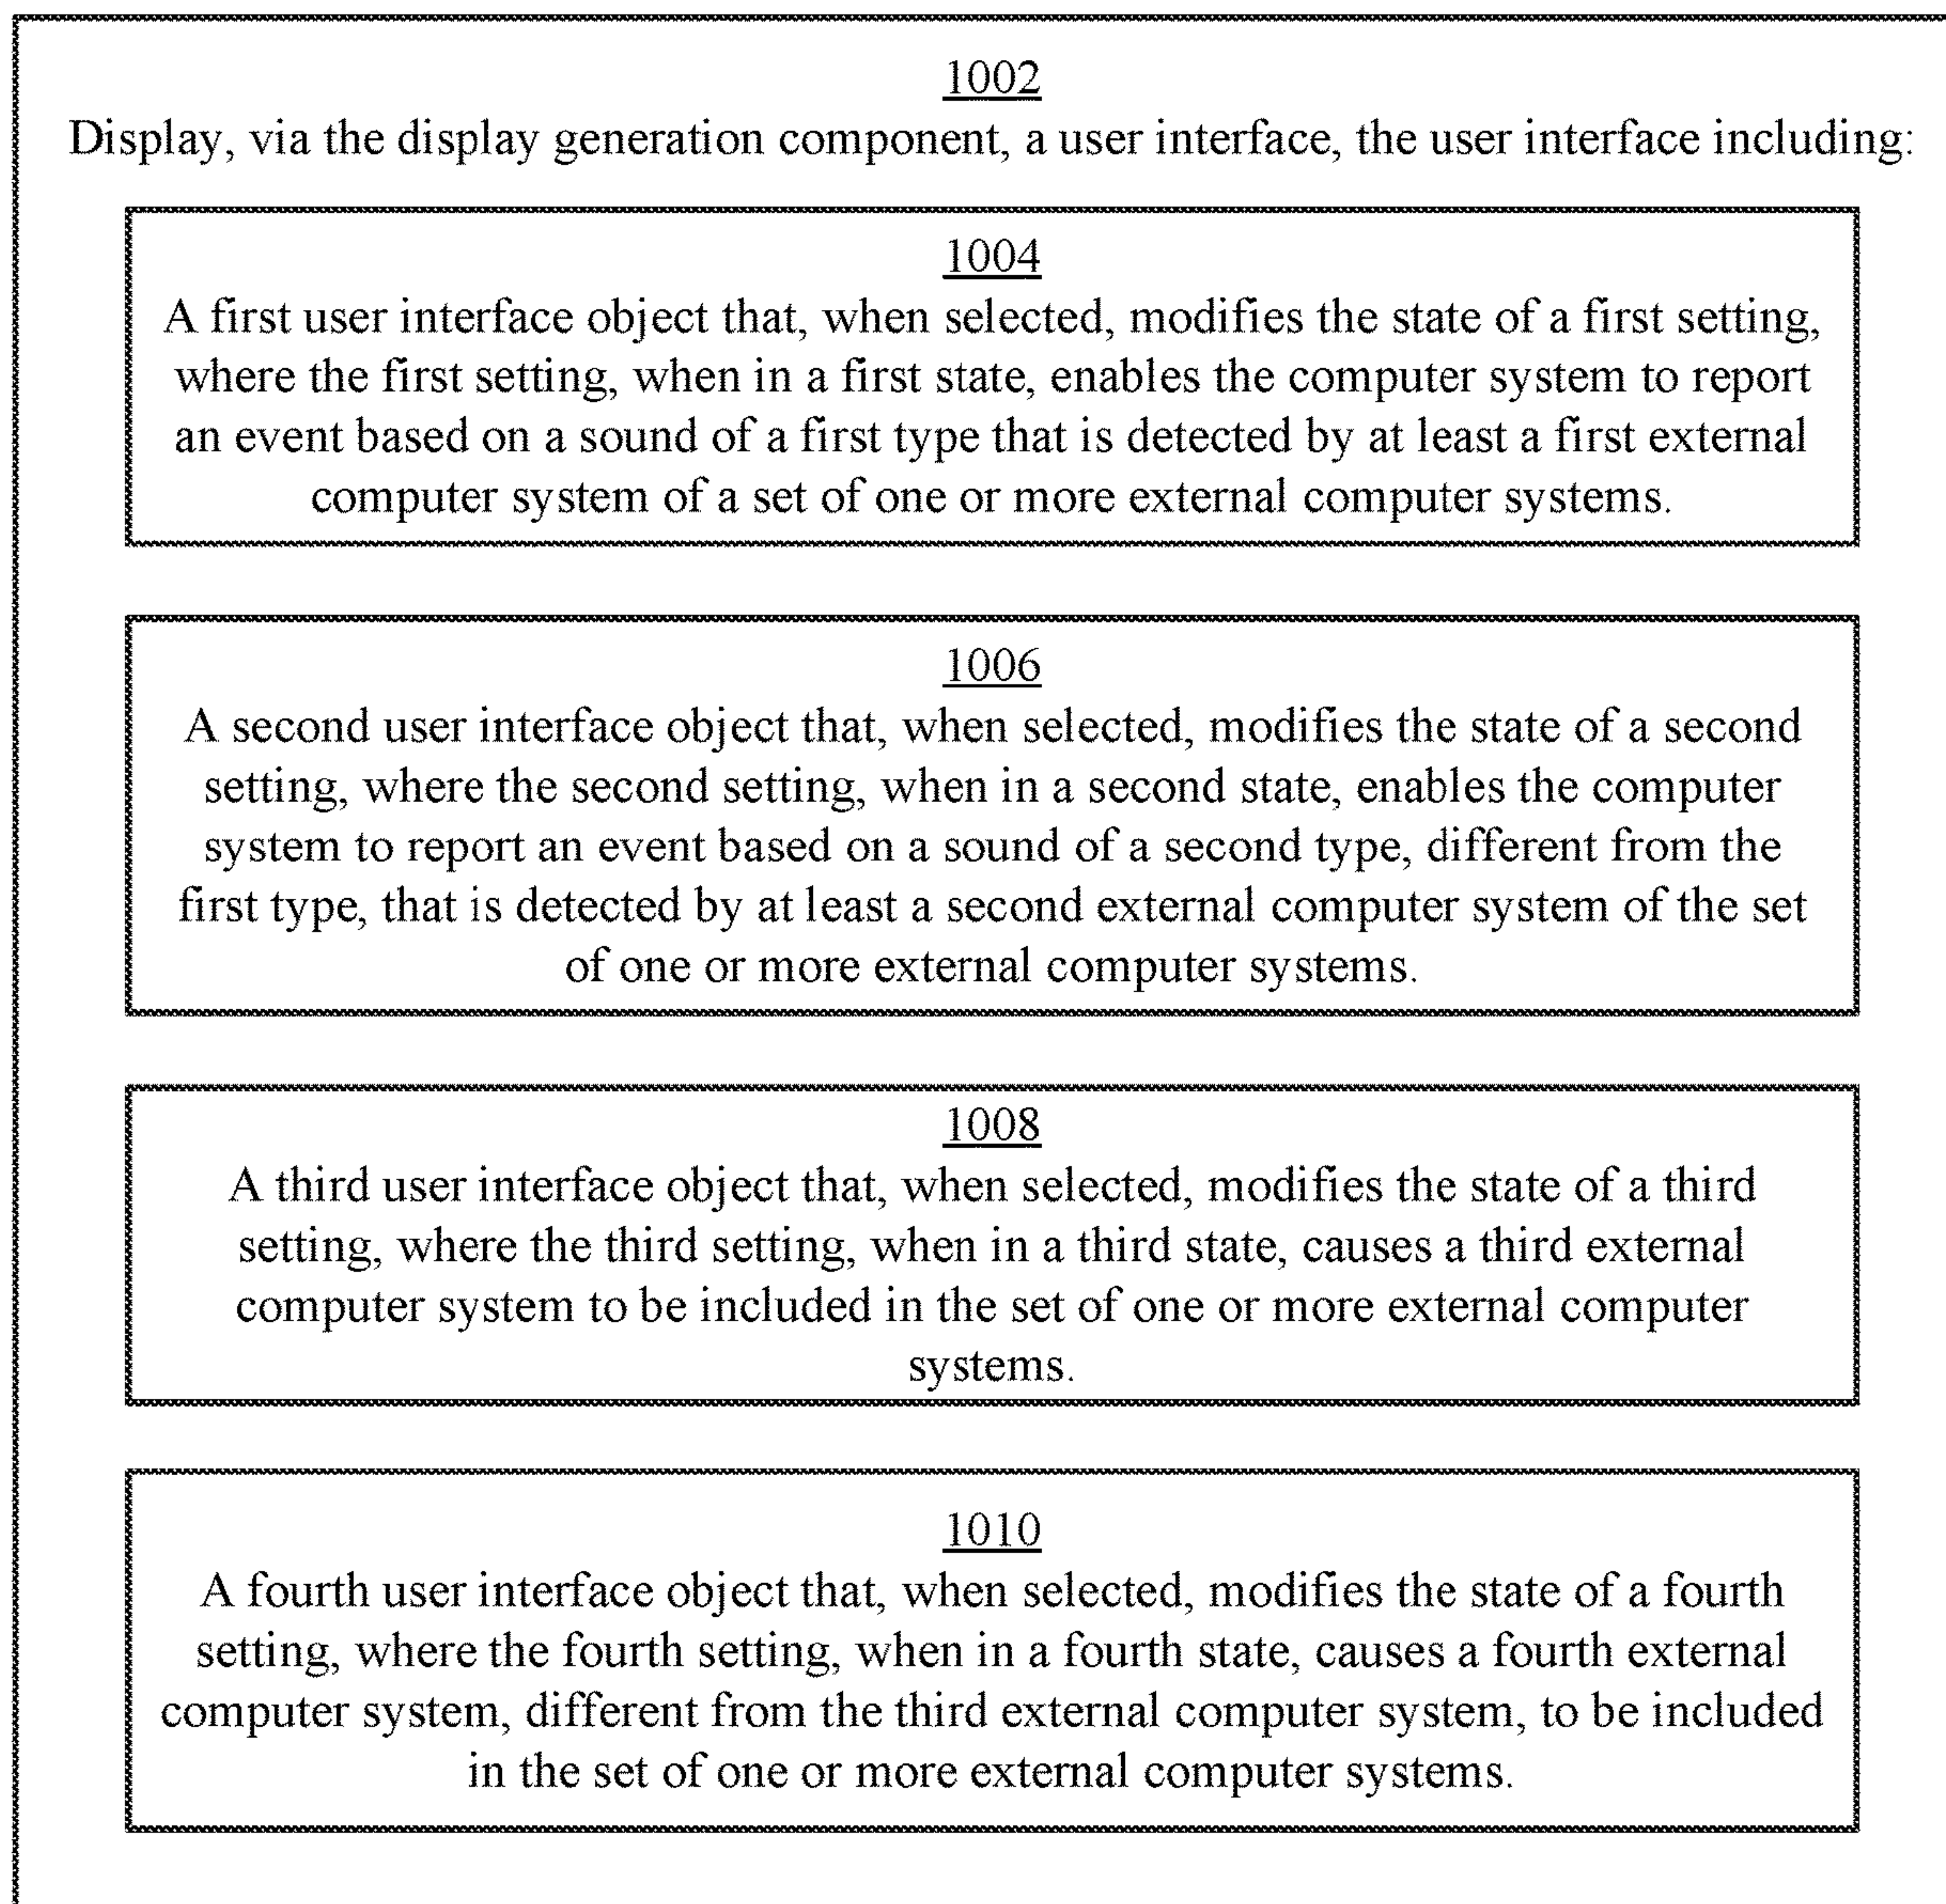 1002
Display, via the display generation component, a user interface, the user interface including:
1004
A first user interface object that, when selected, modifies the state of a first setting,
where the first setting, when in a first state, enables the computer system to report
an event based on a sound of a first type that is detected by at least a first external
computer system of a set of one or more external computer systems.
1006
A second user interface object that, when selected, modifies the state of a second
setting, where the second setting, when in a second state, enables the computer
system to report an event based on a sound of a second type, different from the
first type, that is detected by at least a second external computer system of the set
of one or more external computer systems.
1008
A third user interface object that, when selected, modifies the state of a third
setting, where the third setting, when in a third state, causes a third external
computer system to be included in the set of one or more external computer
systems.
1010
A fourth user interface object that, when selected, modifies the state of a fourth
setting, where the fourth setting, when in a fourth state, causes a fourth external
computer system, different from the third external computer system, to be included
in the set of one or more external computer systems.